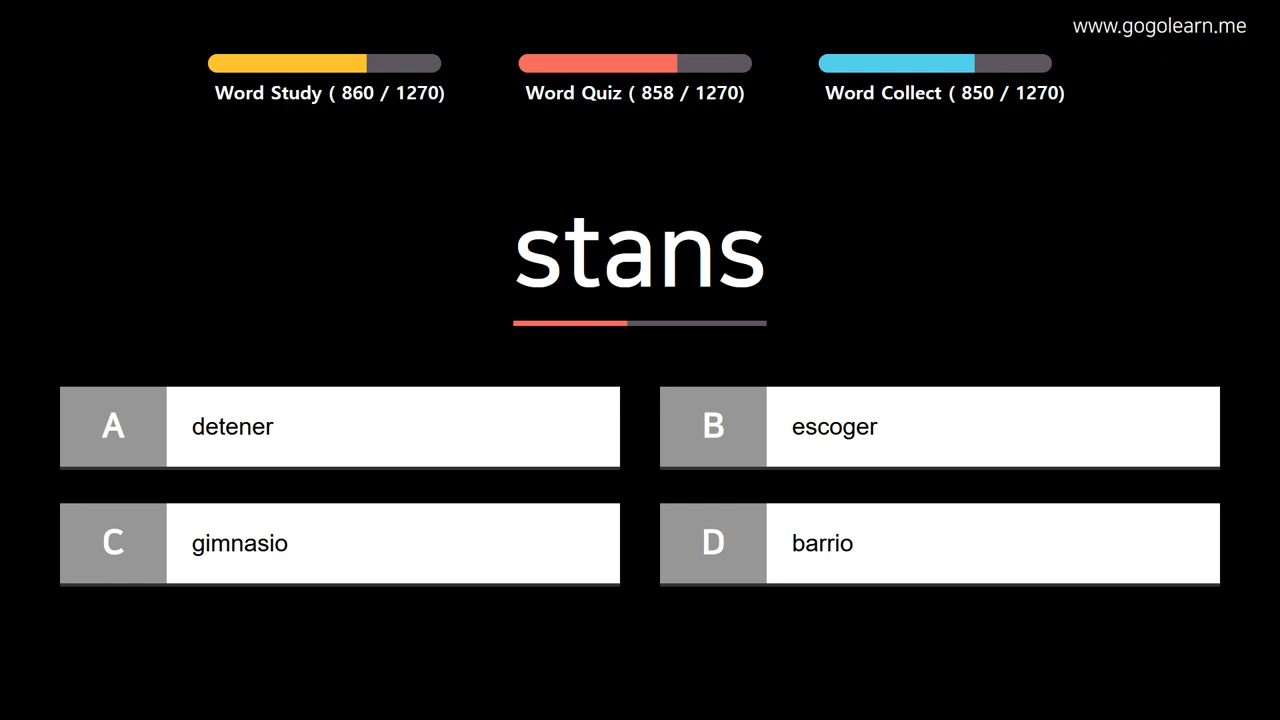 www.gogolearn.me
Word Study ( 860 / 1270)
Word Quiz ( 858 / 1270)
Word Collect ( 850 / 1270)
stans
A detener
B escoger
C gimnasio
D barrio